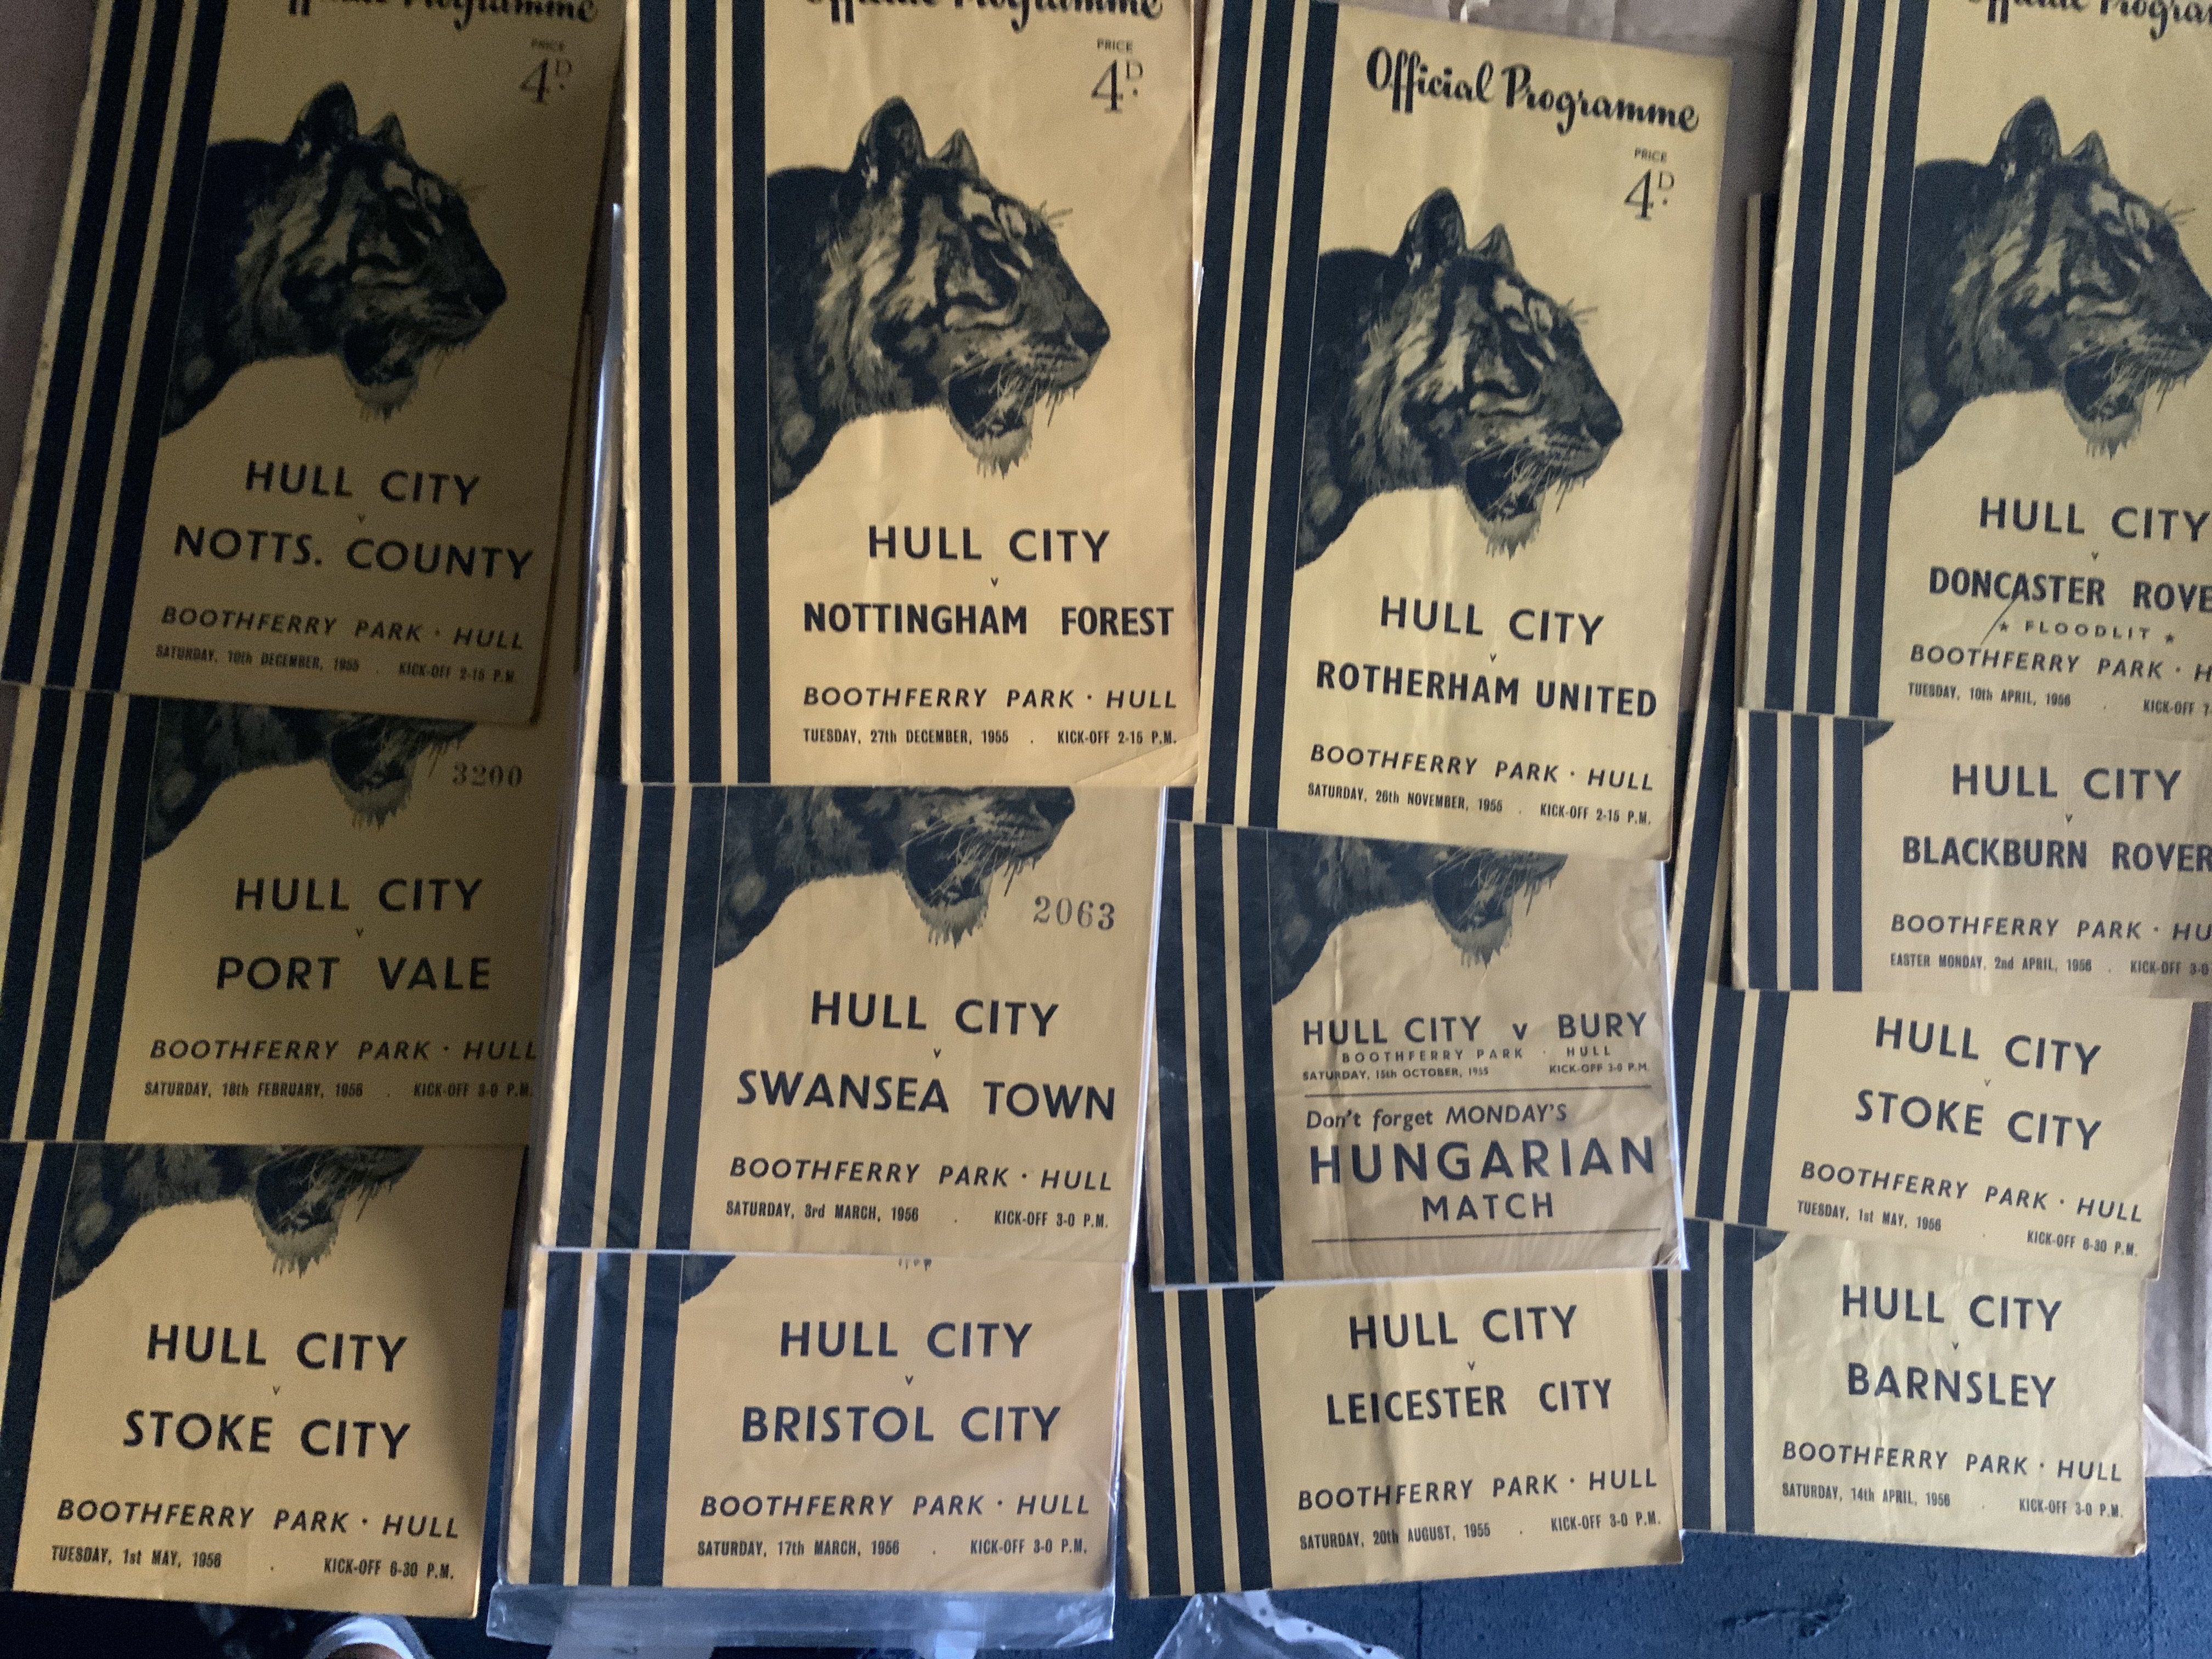 Official Programme
PRICE
4D.
HULL CITY
v
NOTTS. COUNTY
BOOTHFERRY PARK · HULL
SATURDAY, 10th DECEMBER, 1955 . KICK-OFF 2-15 P.M.
3200
HULL CITY
v
PORT VALE
BOOTHFERRY PARK · HULL
SATURDAY, 18th FEBRUARY, 1956 . KICK-OFF 3-0 P.M.
HULL CITY
v
STOKE CITY
BOOTHFERRY PARK · HULL
TUESDAY, 1st MAY, 1956 . KICK-OFF 6-30 P.M.
Official Programme
PRICE
4D.
HULL CITY
v
NOTTINGHAM FOREST
BOOTHFERRY PARK · HULL
TUESDAY, 27th DECEMBER, 1955 . KICK-OFF 2-15 P.M.
2063
HULL CITY
v
SWANSEA TOWN
BOOTHFERRY PARK · HULL
SATURDAY, 3rd MARCH, 1956 . KICK-OFF 3-0 P.M.
HULL CITY
v
BRISTOL CITY
BOOTHFERRY PARK · HULL
SATURDAY, 17th MARCH, 1956 . KICK-OFF 3-0 P.M.
Official Programme
PRICE
4D.
HULL CITY
v
ROTHERHAM UNITED
BOOTHFERRY PARK · HULL
SATURDAY, 26th NOVEMBER, 1955 . KICK-OFF 2-15 P.M.
HULL CITY v BURY
BOOTHFERRY PARK · HULL
SATURDAY, 15th OCTOBER, 1955 KICK-OFF 3-0 P.M.
Don't forget MONDAY'S
HUNGARIAN
MATCH
HULL CITY
v
LEICESTER CITY
BOOTHFERRY PARK · HULL
SATURDAY, 20th AUGUST, 1955 . KICK-OFF 3-0 P.M.
Official Progra
HULL CITY
v
DONCASTER ROVE
★ FLOODLIT ★
BOOTHFERRY PARK · H
TUESDAY, 10th APRIL, 1956 . KICK-OFF 7-
HULL CITY
v
BLACKBURN ROVER
BOOTHFERRY PARK · HU
EASTER MONDAY, 2nd APRIL, 1956 . KICK-OFF 3-0
HULL CITY
v
STOKE CITY
BOOTHFERRY PARK · HULL
TUESDAY, 1st MAY, 1956 . KICK-OFF 6-30 P.M.
HULL CITY
v
BARNSLEY
BOOTHFERRY PARK · HULL
SATURDAY, 14th APRIL, 1956 . KICK-OFF 3-0 P.M.